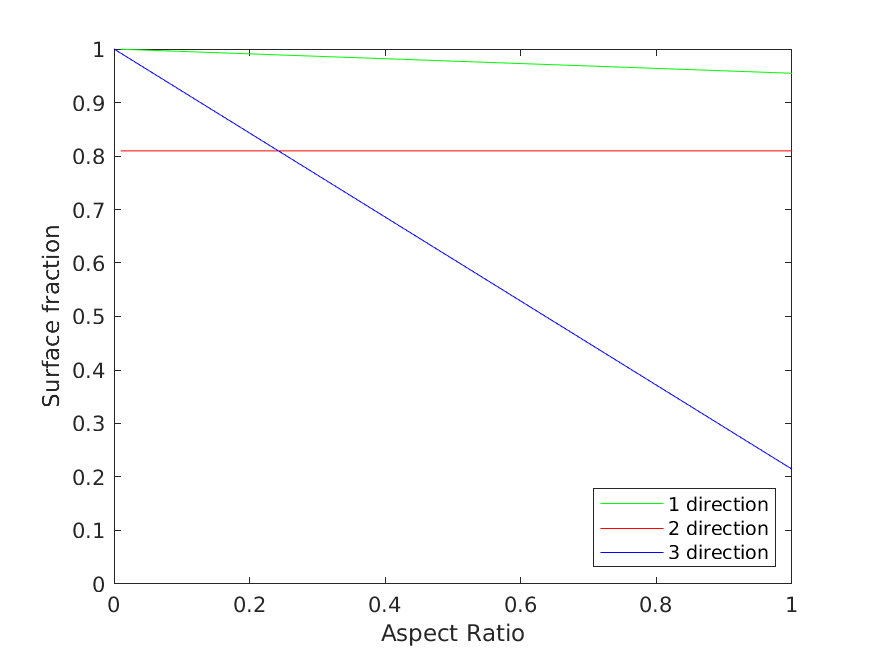 1
0.9
0.8
0.7
0.6
0.5
0.4
0.3
0.2
0.1
0
Surface fraction
0 0.2 0.4 0.6 0.8 1
Aspect Ratio
1 direction
2 direction
3 direction